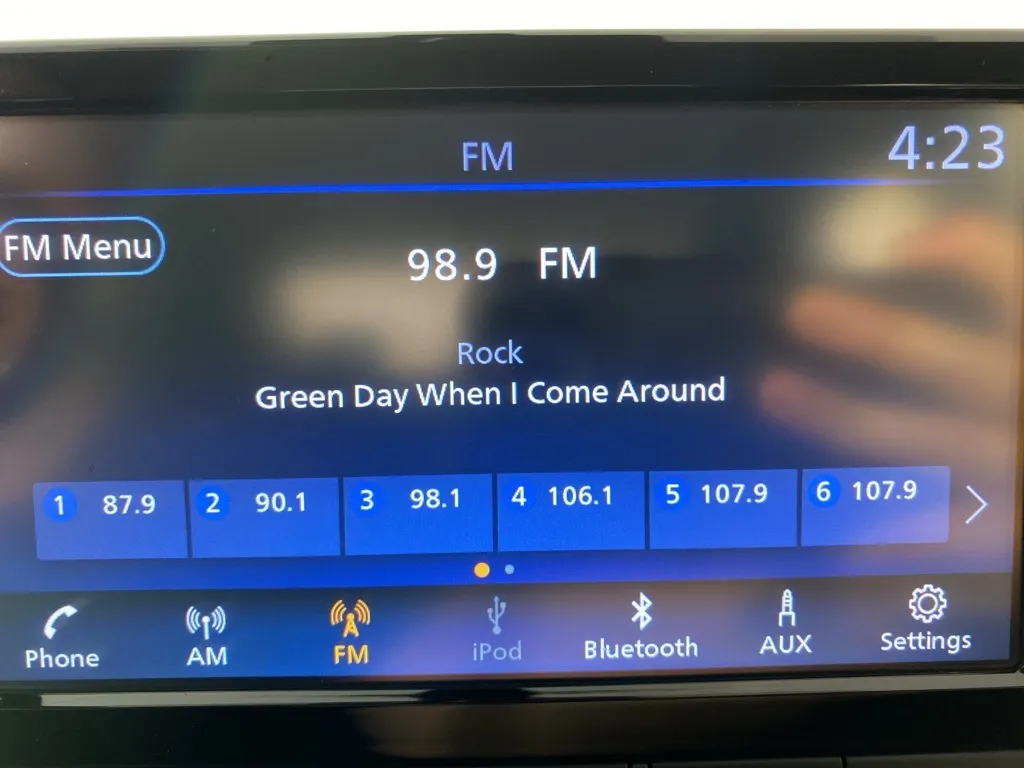 FM
4:23
FM Menu
98.9 FM
Rock
Green Day When I Come Around
1 87.9 2 90.1 3 98.1 4 106.1 5 107.9 6 107.9
Phone AM FM iPod Bluetooth AUX Settings